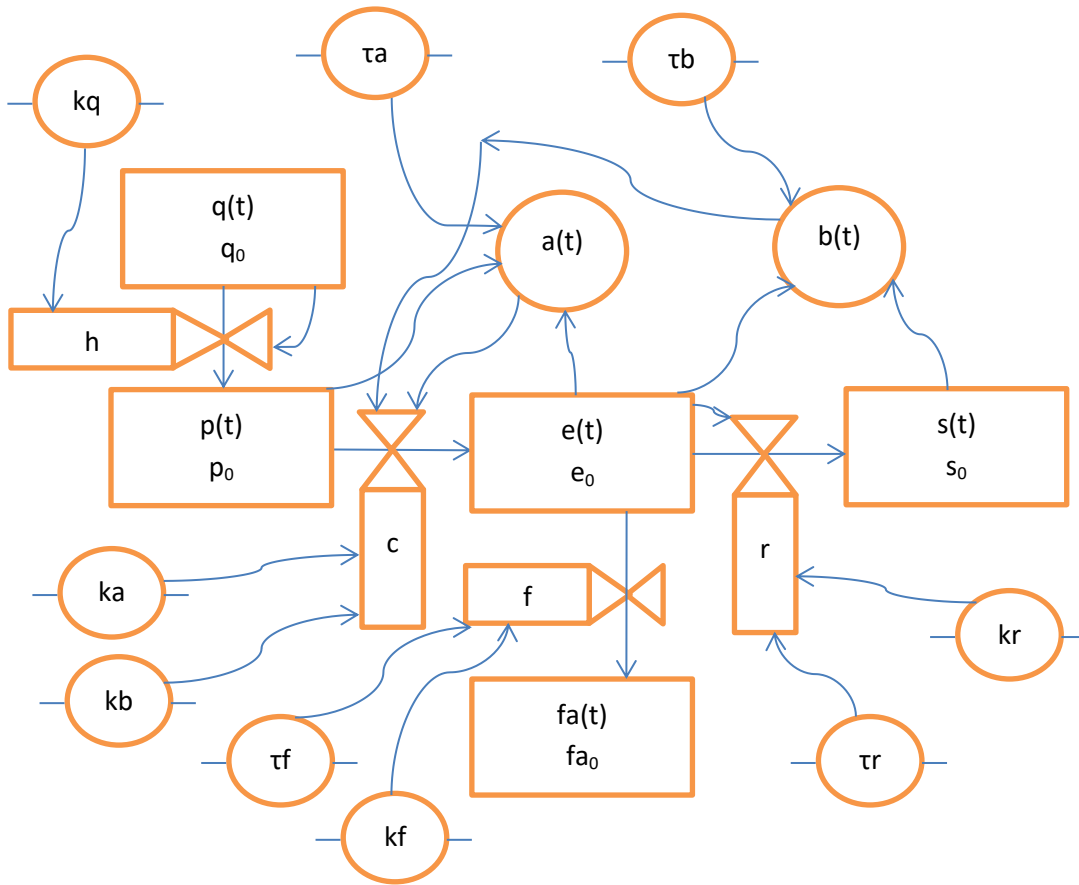 τa
τb
kq
q(t)
q₀
a(t)
b(t)
h
p(t)
p₀
e(t)
e₀
s(t)
s₀
c
r
ka
f
kr
kb
fa(t)
fa₀
τf
τr
kf